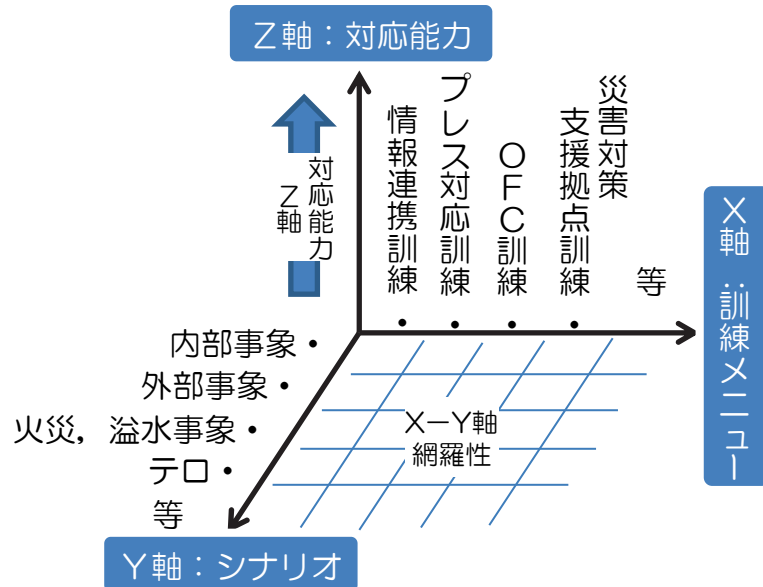 Z軸：対応能力
対応能力
Z軸
情報連携訓練
プレス対応訓練
OFC訓練
災害対策
支援拠点訓練
等
X軸：訓練メニュー
内部事象・
外部事象・
火災，溢水事象・
テロ・
等
X－Y軸
網羅性
Y軸：シナリオ